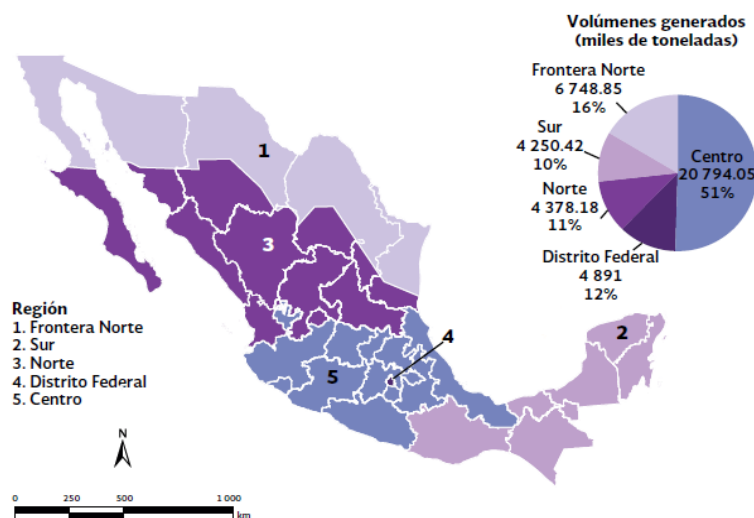 Volúmenes generados
(miles de toneladas)
Frontera Norte
6 748.85
16%
Sur
4 250.42
10%
Norte
4 378.18
11%
Distrito Federal
4 891
12%
Centro
20 794.05
51%
1
3
2
4
5
Región
1. Frontera Norte
2. Sur
3. Norte
4. Distrito Federal
5. Centro
N
0 250 500 1 000
km